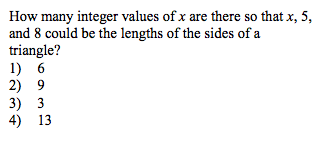 How many integer values of x are there so that x, 5,
and 8 could be the lengths of the sides of a
triangle?
1) 6
2) 9
3) 3
4) 13